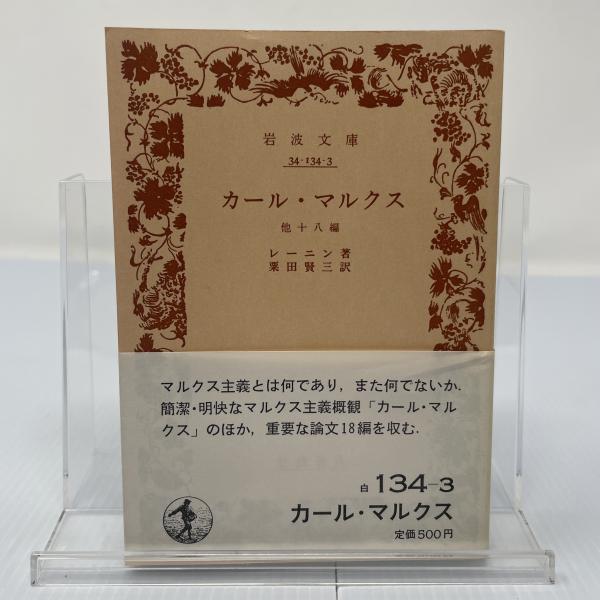 岩波文庫
34-134-3
カール・マルクス
他十八編
レーニン著
栗田賢三訳
マルクス主義とは何であり，また何でないか．
簡潔・明快なマルクス主義概観「カール・マル
クス」のほか，重要な論文18編を収む．
白 134-3
カール・マルクス
定価500円